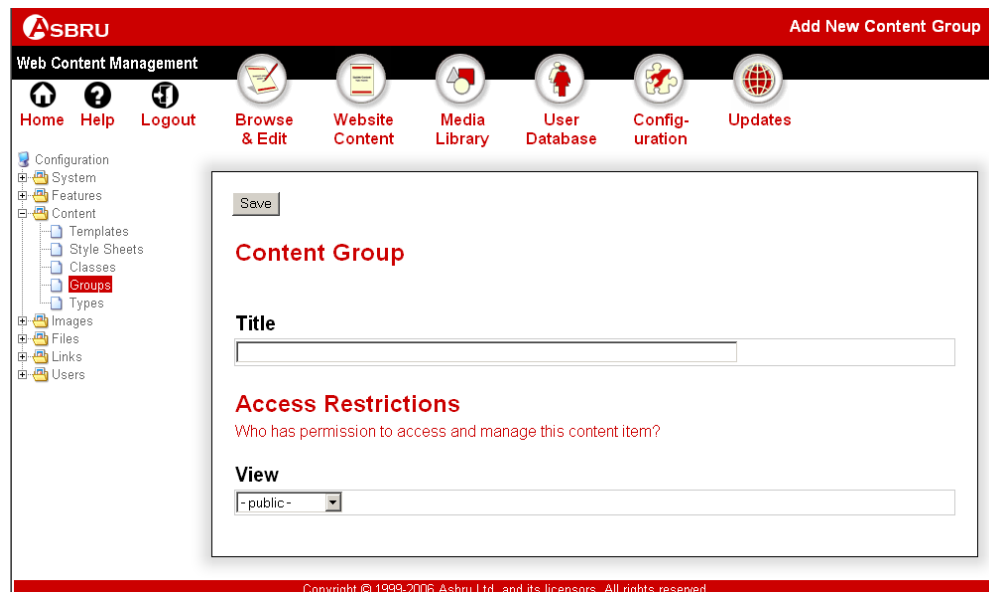 ASBRU
Add New Content Group
Web Content Management
Home Help Logout
Browse & Edit
Website Content
Media Library
User Database
Config-uration
Updates
Configuration
System
Features
Content
Templates
Style Sheets
Classes
Groups
Types
Images
Files
Links
Users
Save
Content Group
Title
Access Restrictions
Who has permission to access and manage this content item?
View
- public -
Copyright © 1999-2006 Asbru Ltd. and its licensors. All rights reserved.